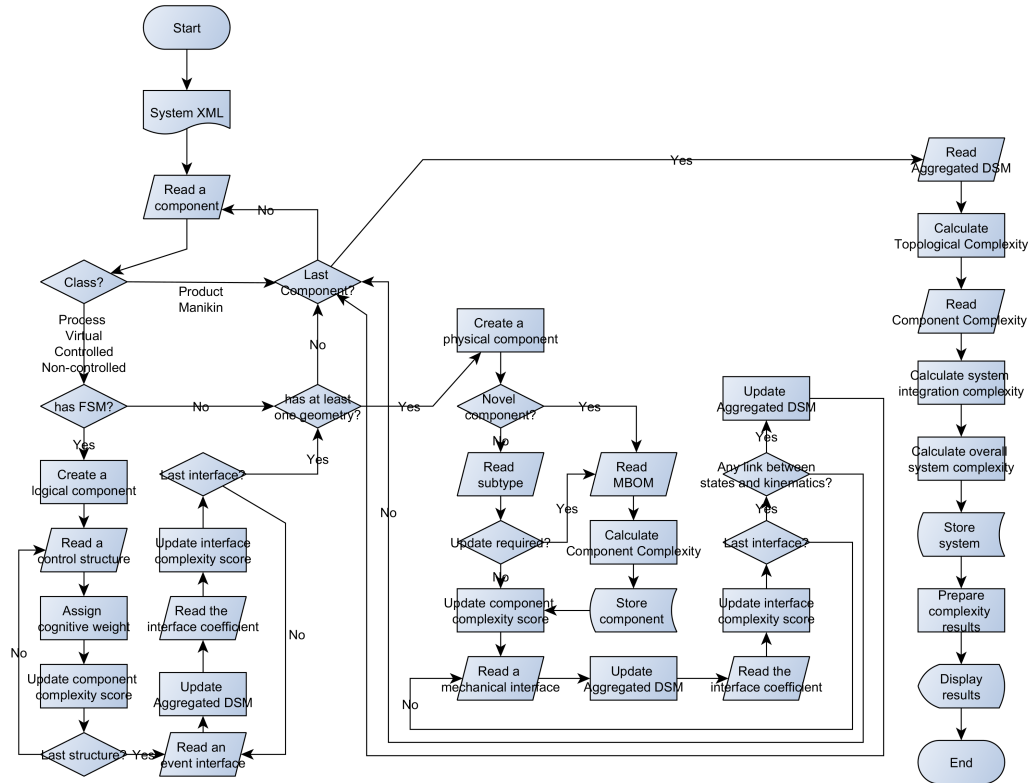 Start
System XML
Read a
component
No
Class?
Product
Manikin
Last
Component?
Yes
Process
Virtual
Controlled
Non-controlled
has FSM?
No
has at least
one geometry?
No
Yes
Yes
Create a
logical component
Read a
control structure
Assign
cognitive weight
Update component
complexity score
Last structure?
No
Yes
Read an
event interface
Update
Aggregated DSM
Read the
interface coefficient
Update interface
complexity score
Last interface?
Yes
No
Create a
physical component
Novel
component?
Yes
No
Read
subtype
Read
MBOM
Update required?
Yes
No
Calculate
Component Complexity
Store
component
Update component
complexity score
Read a
mechanical interface
Update
Aggregated DSM
Read the
interface coefficient
Update interface
complexity score
Last interface?
No
Yes
Any link between
states and kinematics?
Yes
No
Update
Aggregated DSM
Read
Aggregated DSM
Calculate
Topological Complexity
Read
Component Complexity
Calculate system
integration complexity
Calculate overall
system complexity
Store
system
Prepare
complexity
results
Display
results
End